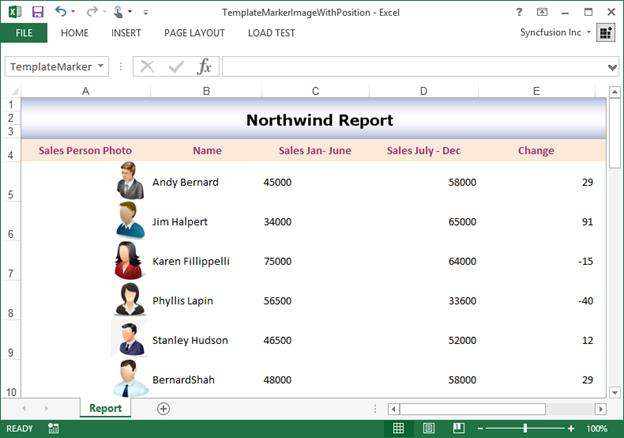 TemplateMarkerImageWithPosition - Excel
FILE HOME INSERT PAGE LAYOUT LOAD TEST Syncfusion Inc
TemplateMarker fx
A B C D E
1
2 Northwind Report
3
4 Sales Person Photo Name Sales Jan- June Sales July - Dec Change
5 Andy Bernard 45000 58000 29
6 Jim Halpert 34000 65000 91
7 Karen Fillippelli 75000 64000 -15
8 Phyllis Lapin 56500 33600 -40
9 Stanley Hudson 46500 52000 12
10 BernardShah 48000 58000 29
Report
READY 100%